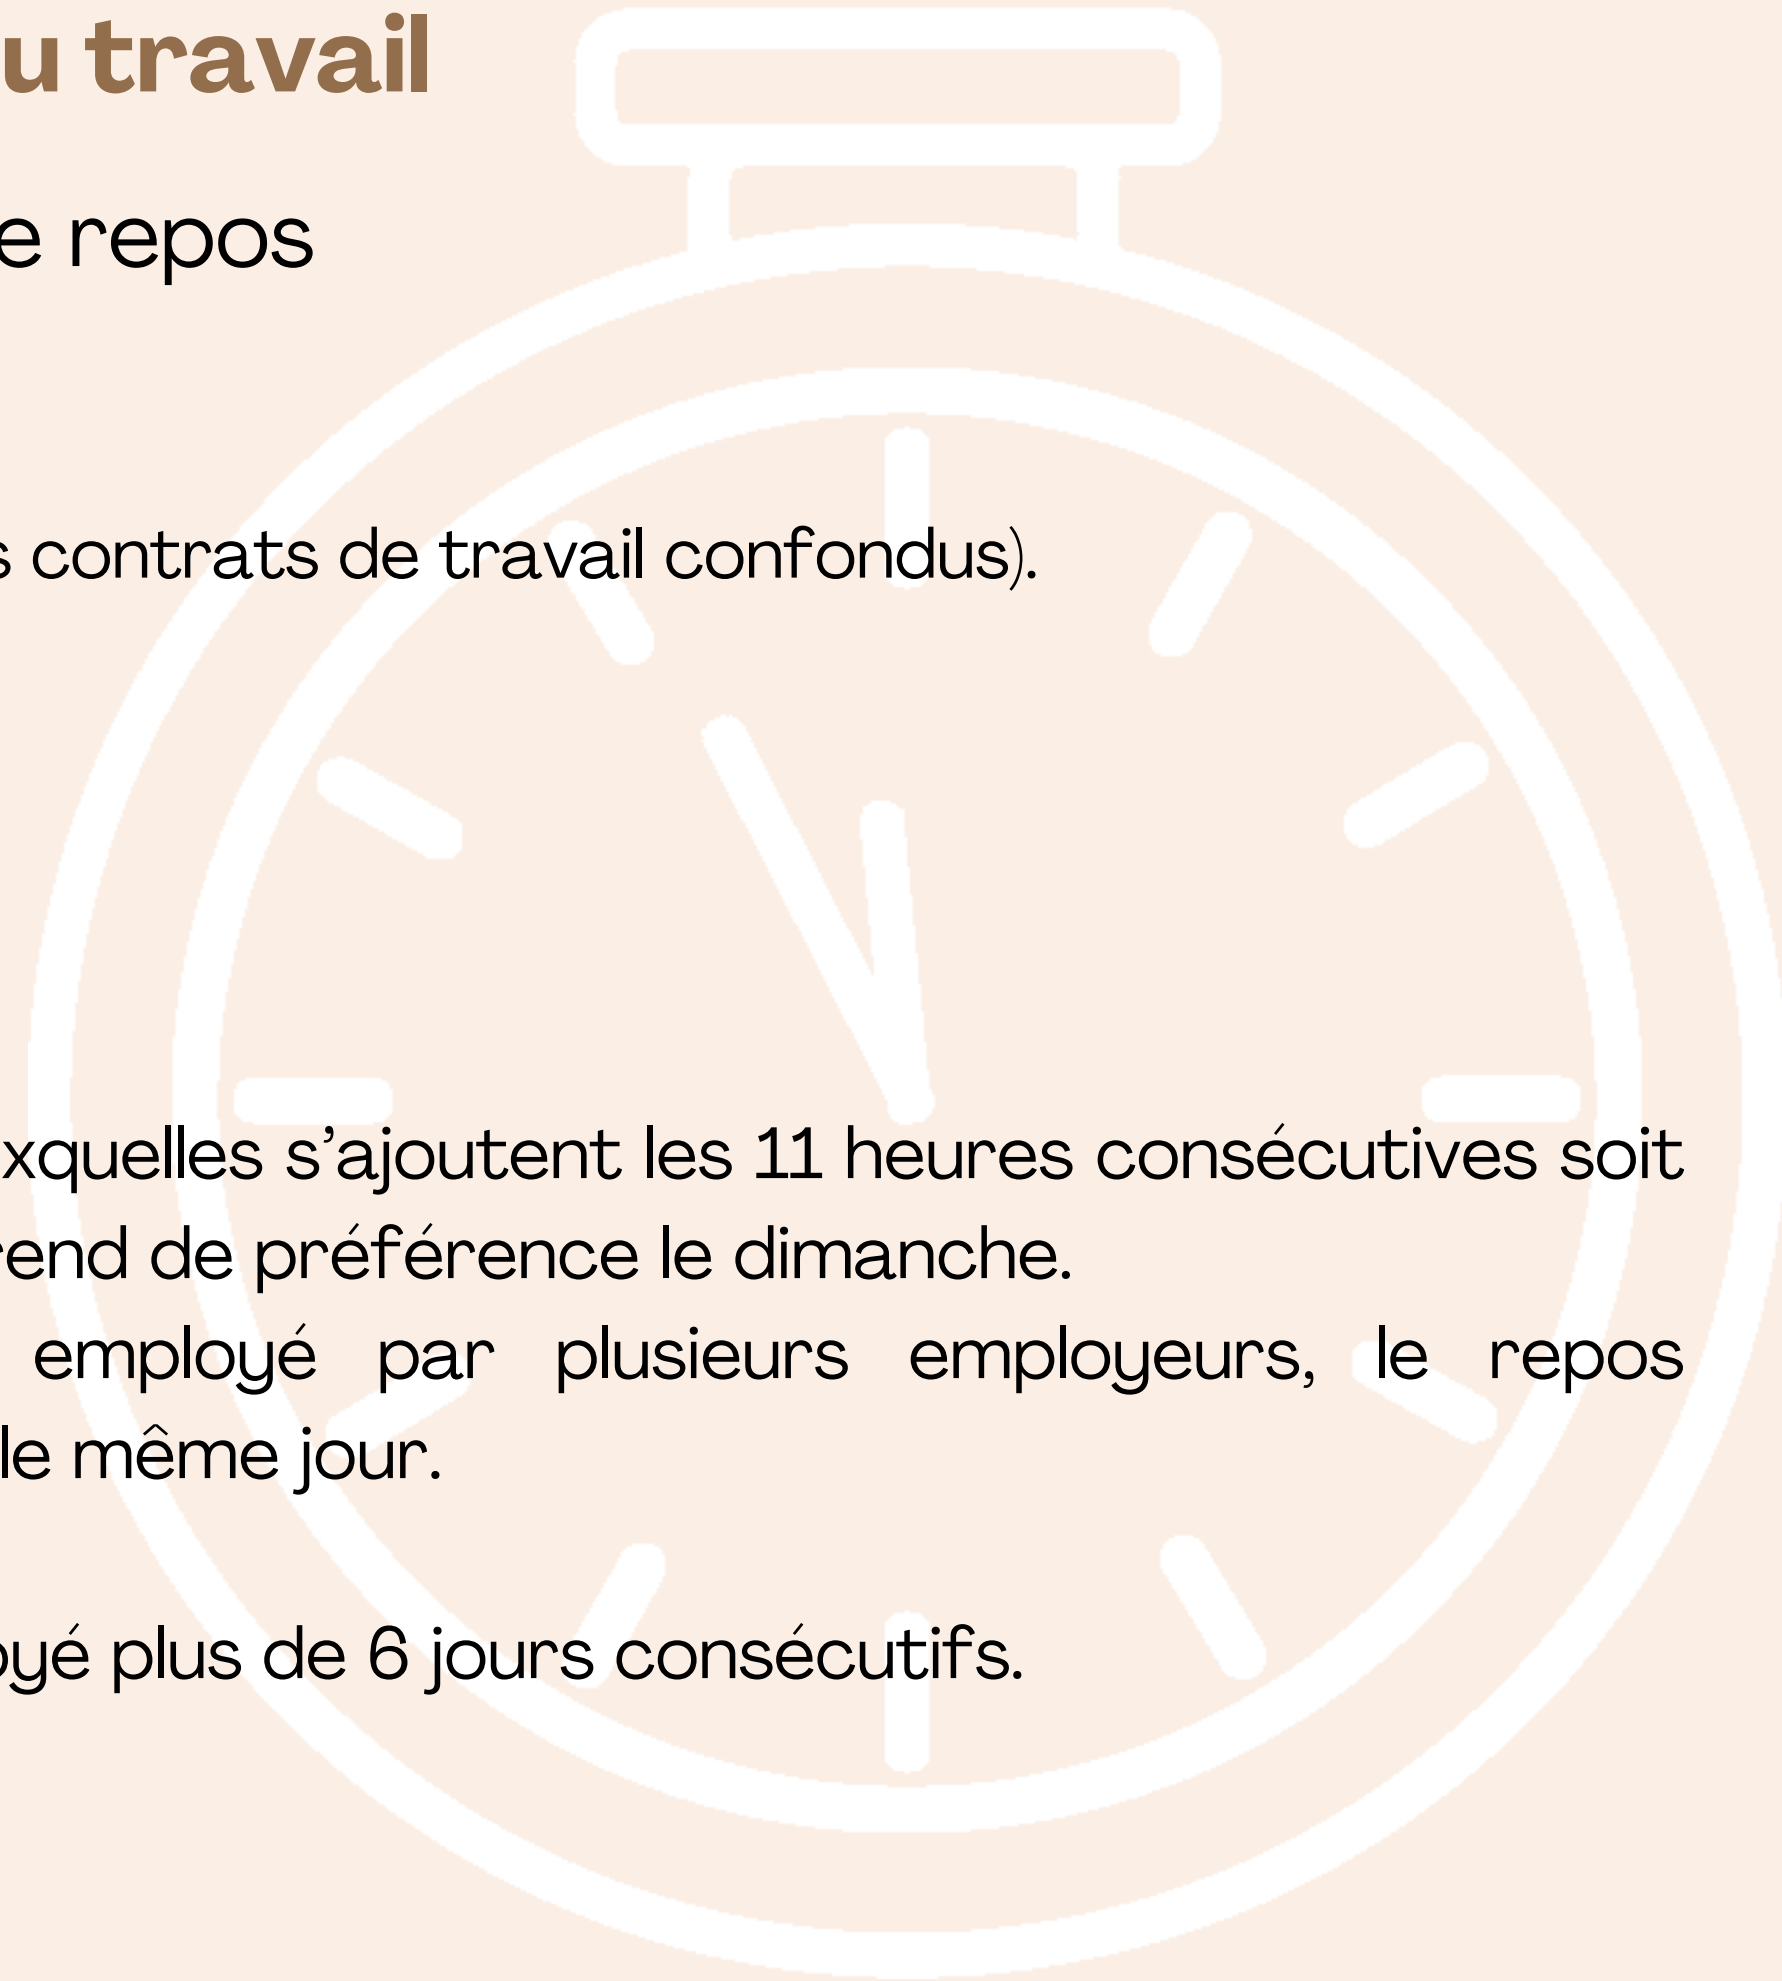 u travail
e repos
s contrats de travail confondus).
xquelles s’ajoutent les 11 heures consécutives soit
rend de préférence le dimanche.
employé par plusieurs employeurs, le repos
le même jour.
oyé plus de 6 jours consécutifs.